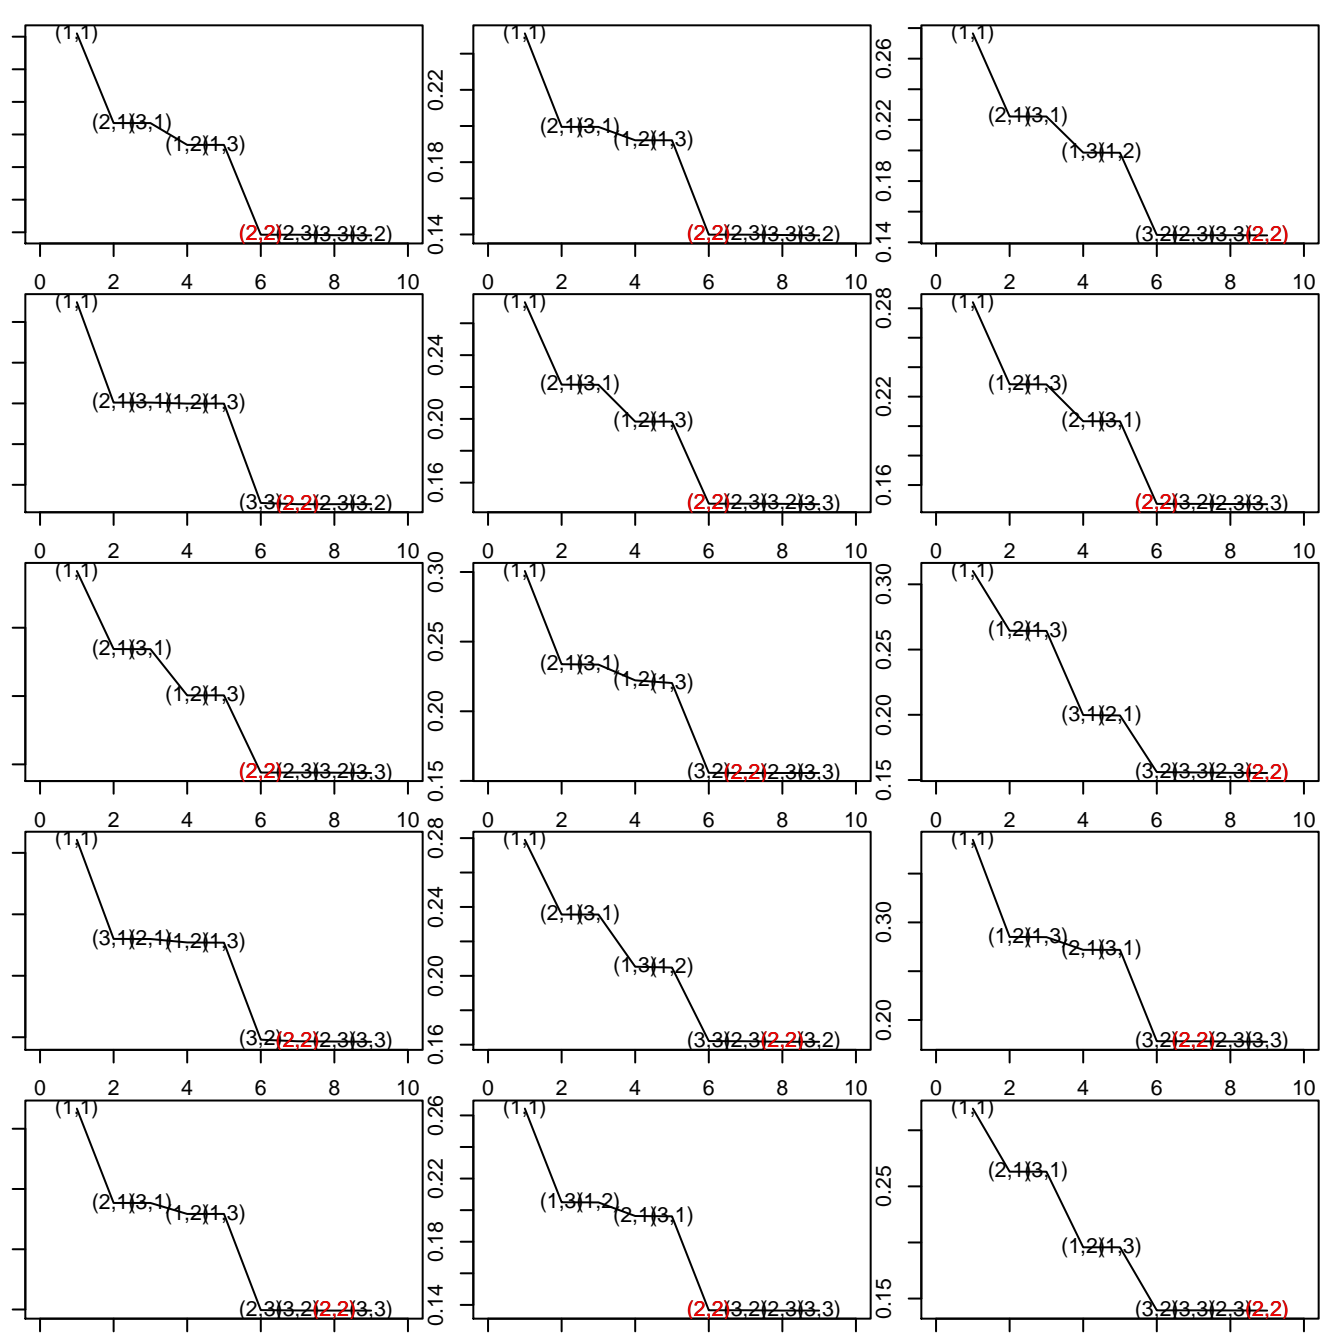 (1,1) (1,1) (1,1)
0.22 0.18 0.14
0.26 0.22 0.18 0.14
(2,1) (3,1) (2,1) (3,1) (2,1) (3,1)
(1,2) (1,3) (1,2) (1,3) (1,3) (1,2)
(2,2) (2,3) (3,3) (3,2) (2,2) (2,3) (3,3) (3,2) (3,2) (2,3) (3,3) (2,2)
0 2 4 6 8 10 0 2 4 6 8 10 0 2 4 6 8 10
(1,1) (1,1) (1,1)
0.24 0.20 0.16
0.28 0.22 0.16
(2,1) (3,1) (1,2) (1,3) (2,1) (3,1) (1,2) (1,3)
(1,2) (1,3) (2,1) (3,1)
(3,3) (2,2) (2,3) (3,2) (2,2) (2,3) (3,2) (3,3) (2,2) (3,2) (2,3) (3,3)
0 2 4 6 8 10 0 2 4 6 8 10 0 2 4 6 8 10
(1,1) (1,1) (1,1)
0.30 0.25 0.20 0.15
0.30 0.25 0.20 0.15
(2,1) (3,1) (2,1) (3,1) (1,2) (1,3)
(1,2) (1,3) (1,2) (1,3) (3,1) (2,1)
(2,2) (2,3) (3,2) (3,3) (3,2) (2,2) (2,3) (3,3) (3,2) (3,3) (2,3) (2,2)
0 2 4 6 8 10 0 2 4 6 8 10 0 2 4 6 8 10
(1,1) (1,1) (1,1)
0.28 0.24 0.20 0.16
0.30 0.20
(3,1) (2,1) (1,2) (1,3) (2,1) (3,1) (1,2) (1,3)
(1,3) (1,2) (2,1) (3,1)
(3,2) (2,2) (2,3) (3,3) (3,3) (2,3) (2,2) (3,2) (3,2) (2,2) (2,3) (3,3)
0 2 4 6 8 10 0 2 4 6 8 10 0 2 4 6 8 10
(1,1) (1,1) (1,1)
0.26 0.22 0.18 0.14
0.25 0.15
(2,1) (3,1) (1,3) (1,2) (2,1) (3,1)
(1,2) (1,3) (2,1) (3,1) (1,2) (1,3)
(2,3) (3,2) (2,2) (3,3) (2,2) (3,2) (2,3) (3,3) (3,2) (3,3) (2,3) (2,2)